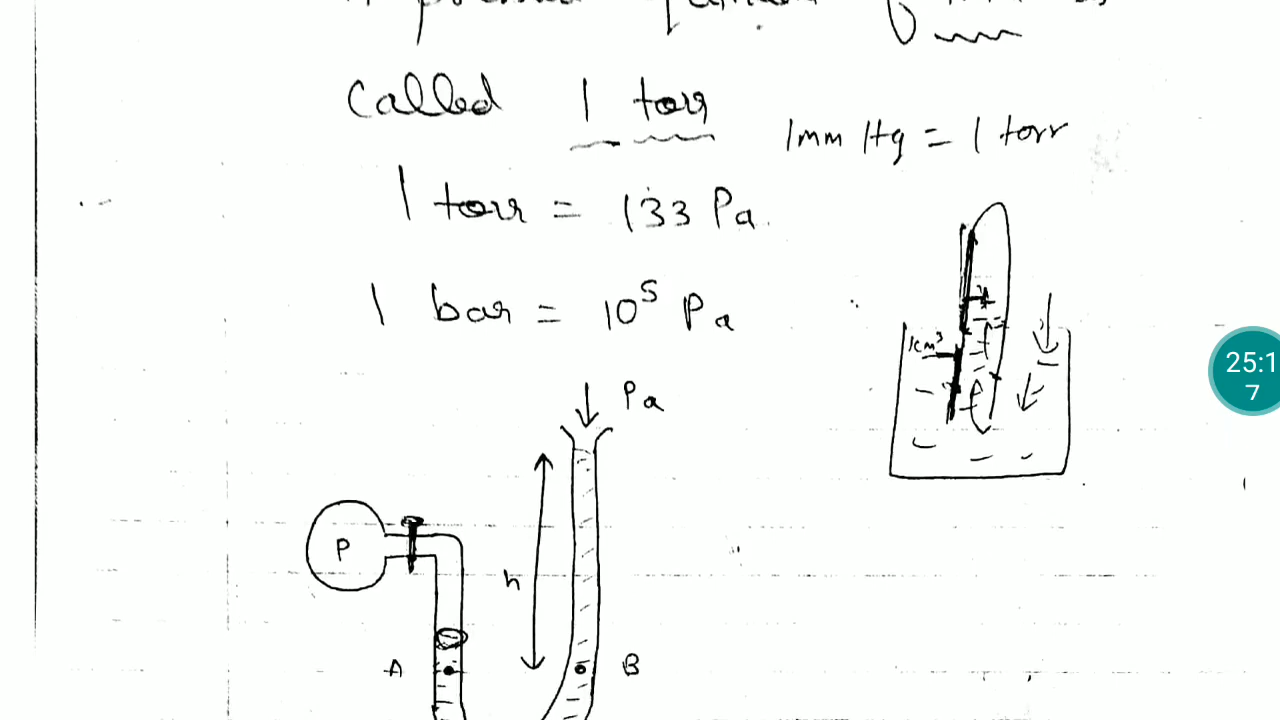 called 1 torr
1mm Hg = 1 torr
1 torr = 133 Pa.
1 bar = 10⁵ Pa
1cm³
Pa
P
h
A
B
25:1
7